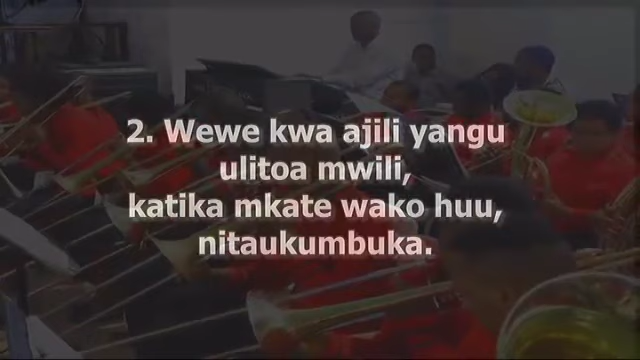 2. Wewe kwa ajili yangu
ulitoa mwili,
katika mkate wako huu,
nitaukumbuka.